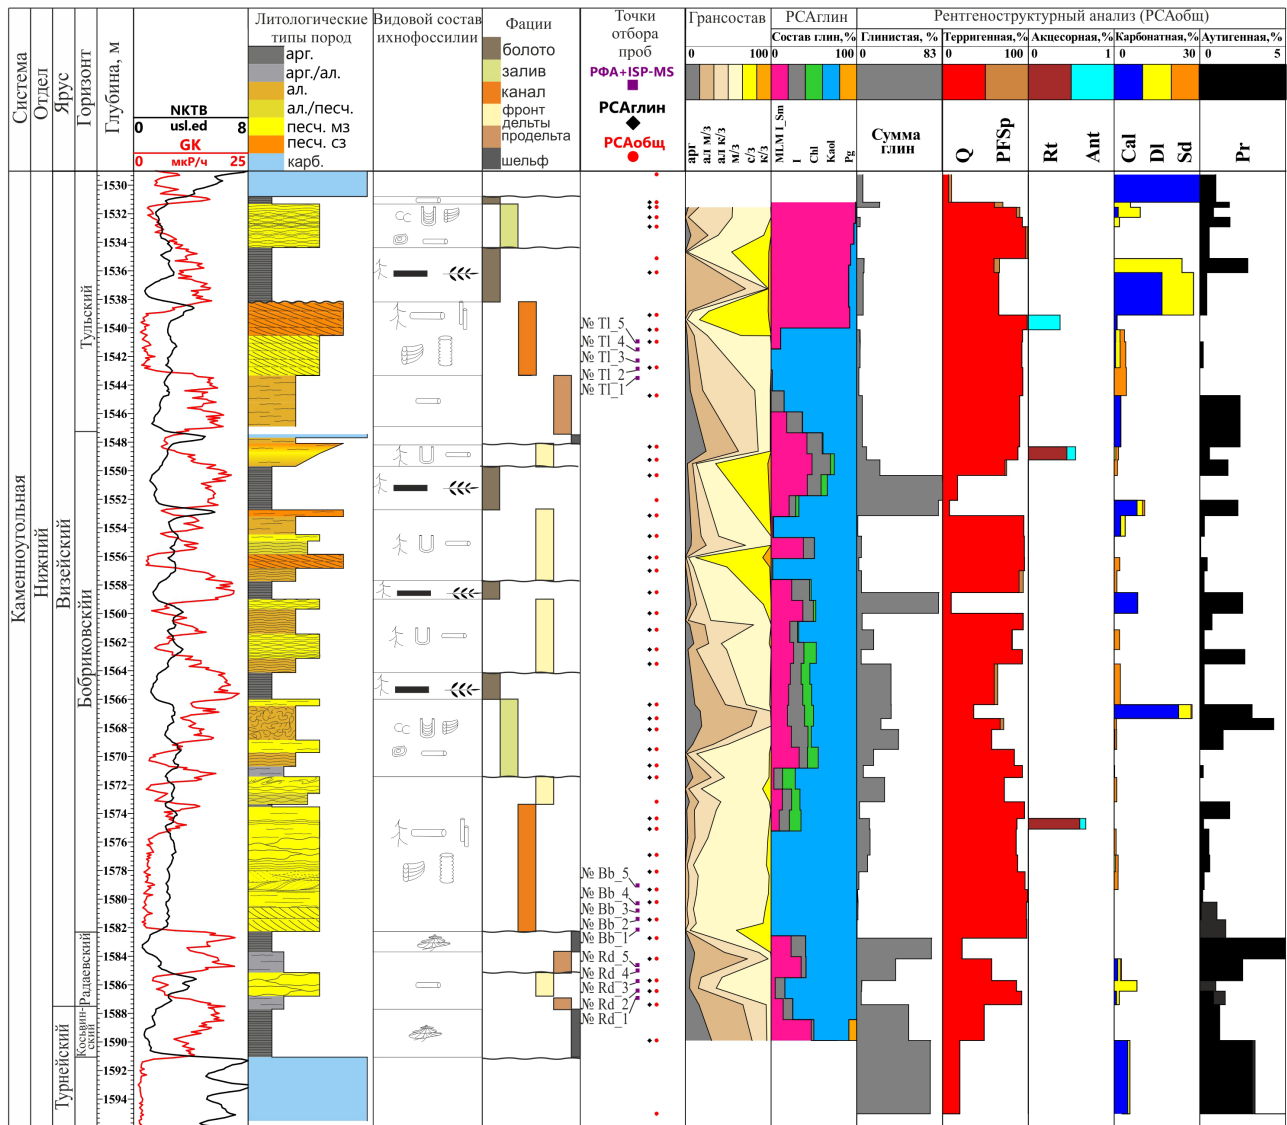 Система
Отдел
Ярус
Горизонт
Глубина, м
NKTB
0 usl.ed 8
GK
0 мкР/ч 25
Литологические
типы пород
арг.
арг./ал.
ал.
ал./песч.
песч. мз
песч. сз
карб.
Видовой состав
ихнофоссилии
Фации
болото
залив
канал
фронт
дельты
продельта
шельф
Точки
отбора
проб
РФА+ISP-MS
РСАглин
РСАобщ
Грансостав
0 100
арг
ал м/з
ал к/з
м/з
с/з
к/з
РСАглин
Состав глин, %
0 100
MLM I_Sm
I
Chl
Kaol
Pg
Рентгеноструктурный анализ (РСАобщ)
Глинистая, %
83
Сумма
глин
Терригенная, %
0 100
Q
PFSp
Акцесорная, %
1
Rt
Ant
Карбонатная, %
0 30
Cal
Dl
Sd
Аутигенная, %
5
Pr
Каменноугольная
Нижний
Визейский
Турнейский
Тульский
Бобриковский
Радаевский
Косьвин-
ский
1530
1532
1534
1536
1538
1540
1542
1544
1546
1548
1550
1552
1554
1556
1558
1560
1562
1564
1566
1568
1570
1572
1574
1576
1578
1580
1582
1584
1586
1588
1590
1592
1594
№ Tl_5
№ Tl_4
№ Tl_3
№ Tl_2
№ Tl_1
№ Bb_5
№ Bb_4
№ Bb_3
№ Bb_2
№ Bb_1
№ Rd_5
№ Rd_4
№ Rd_3
№ Rd_2
№ Rd_1